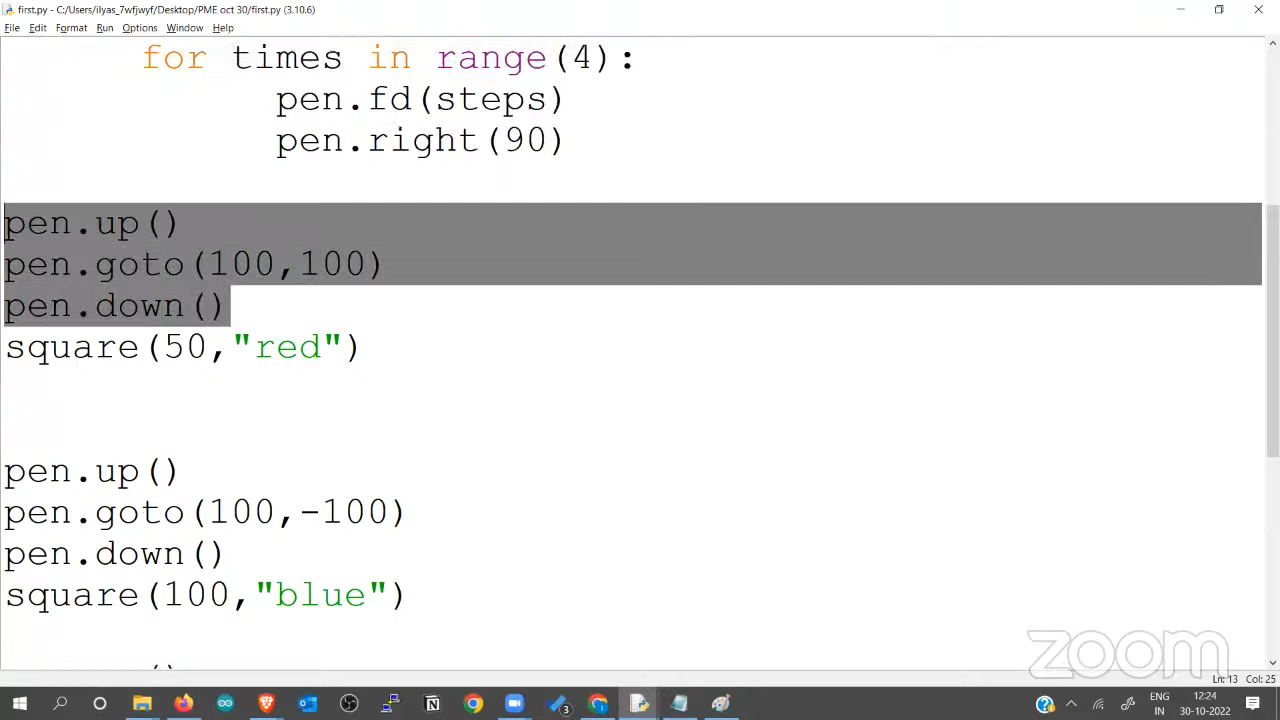 first.py - C:/Users/ilyas_7wfjwyf/Desktop/PME oct 30/first.py (3.10.6)
File Edit Format Run Options Window Help
for times in range(4):
pen.fd(steps)
pen.right(90)
pen.up()
pen.goto(100,100)
pen.down()
square(50,"red")
pen.up()
pen.goto(100,-100)
pen.down()
square(100,"blue")
zoom
Ln: 13 Col: 25
3
ENG
IN
12:24
30-10-2022